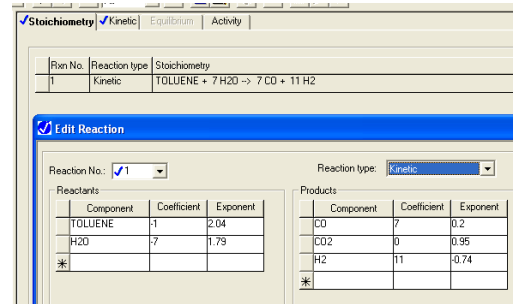 Stoichiometry Kinetic Equilibrium Activity
Rxn No. Reaction type Stoichiometry
1 Kinetic TOLUENE + 7 H2O --> 7 CO + 11 H2
Edit Reaction
Reaction No.: 1 Reaction type: Kinetic
Reactants Products
Component Coefficient Exponent Component Coefficient Exponent
TOLUENE -1 2.04 CO 7 0.2
H2O -7 1.79 CO2 0 0.95
* H2 11 -0.74
*